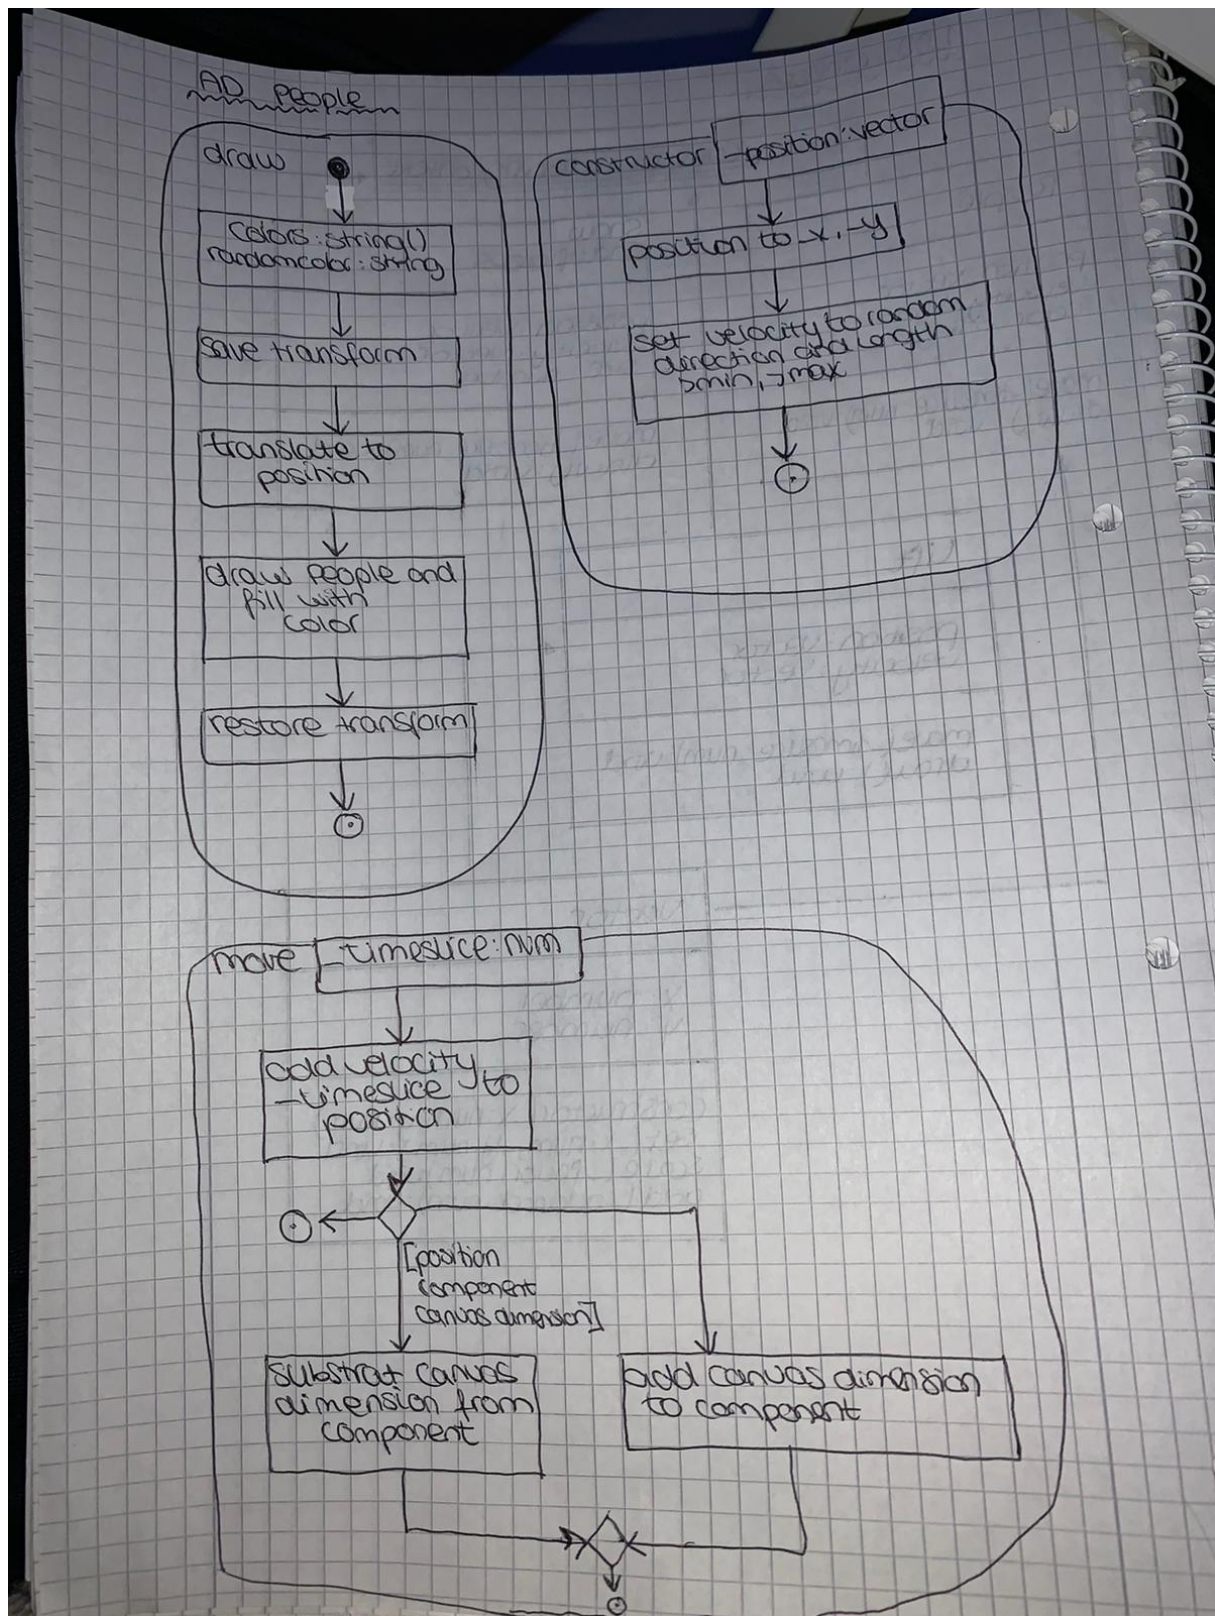 AD People
draw
Colors: string()
randomcolor: string
save transform
translate to
position
draw people and
fill with
color
restore transform
constructor
_position: vector
position to _x, _y
set velocity to random
direction and length
>min, >max
move
_timeslice: num
add velocity
_timeslice to
position
[position
component
canvas dimension]
substrat canvas
dimension from
component
add canvas dimension
to component